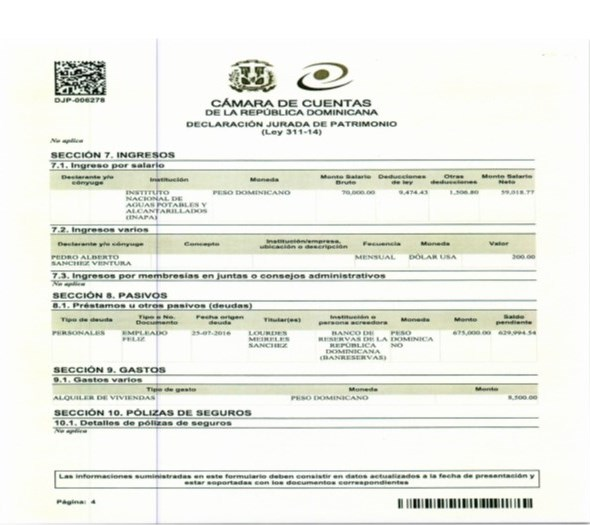 DJP-006278
CÁMARA DE CUENTAS
DE LA REPÚBLICA DOMINICANA
DECLARACIÓN JURADA DE PATRIMONIO
(Ley 311-14)
No aplica
SECCIÓN 7. INGRESOS
7.1. Ingreso por salario
Declarante y/o cónyuge Institución Moneda Monto Salario Bruto Deducciones de ley Otras deducciones Monto Salario Neto
INSTITUTO NACIONAL DE AGUAS POTABLES Y ALCANTARILLADOS (INAPA) PESO DOMINICANO 70,000.00 9,474.43 1,506.80 59,018.77
7.2. Ingresos varios
Declarante y/o cónyuge Concepto Institución/empresa, ubicación o descripción Fecuencia Moneda Valor
PEDRO ALBERTO SANCHEZ VENTURA MENSUAL DÓLAR USA 200.00
7.3. Ingresos por membresías en juntas o consejos administrativos
No aplica
SECCIÓN 8. PASIVOS
8.1. Préstamos u otros pasivos (deudas)
Tipo de deuda Tipo o No. Documento Fecha origen deuda Titular(es) Institución o persona acreedora Moneda Monto Saldo pendiente
PERSONALES EMPLEADO FELIZ 25-07-2016 LOURDES MEIRELES SANCHEZ BANCO DE RESERVAS DE LA REPÚBLICA DOMINICANA (BANRESERVAS) PESO DOMINICA NO 675,000.00 629,994.54
SECCIÓN 9. GASTOS
9.1. Gastos varios
Tipo de gasto Moneda Monto
ALQUILER DE VIVIENDAS PESO DOMINICANO 8,500.00
SECCIÓN 10. PÓLIZAS DE SEGUROS
10.1. Detalles de pólizas de seguros
No aplica
Las informaciones suministradas en este formulario deben consistir en datos actualizados a la fecha de presentación y
estar soportadas con los documentos correspondientes
Página: 4